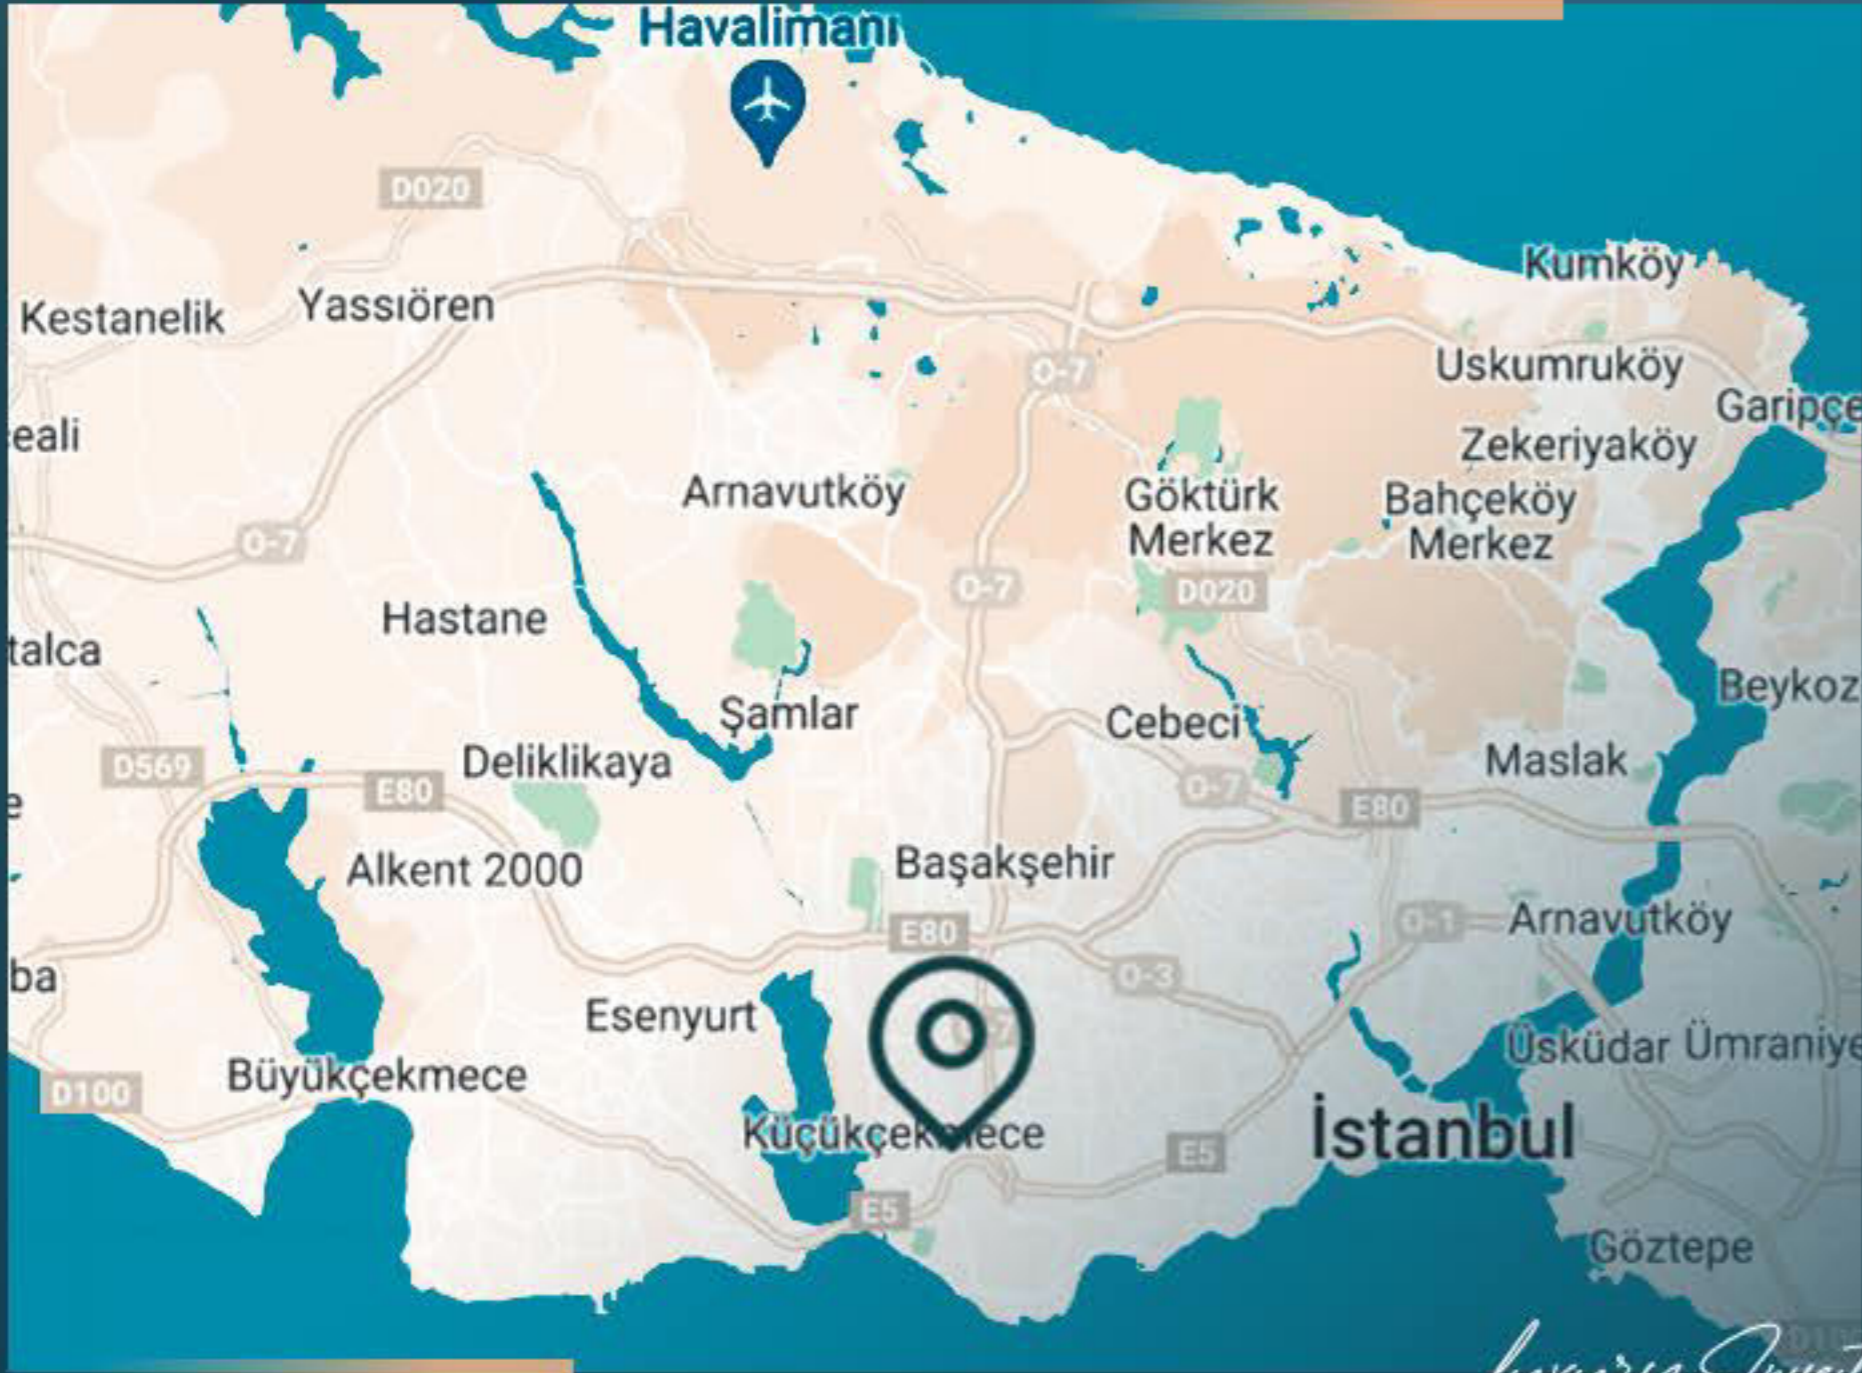 Havalimanı
D020
Kumköy
Kestanelik
Yassıören
Uskumruköy
O-7
Garipçe
eali
Zekeriyaköy
Arnavutköy
Göktürk
Merkez
Bahçeköy
Merkez
O-7
O-7
D020
Hastane
talca
Beykoz
Şamlar
Cebeci
Maslak
D569
Deliklikaya
E80
O-7
E80
e
Alkent 2000
Başakşehir
E80
O-1
Arnavutköy
ba
O-3
Esenyurt
Üsküdar
Ümraniye
Büyükçekmece
D100
Küçükçekmece
İstanbul
E5
E5
Göztepe